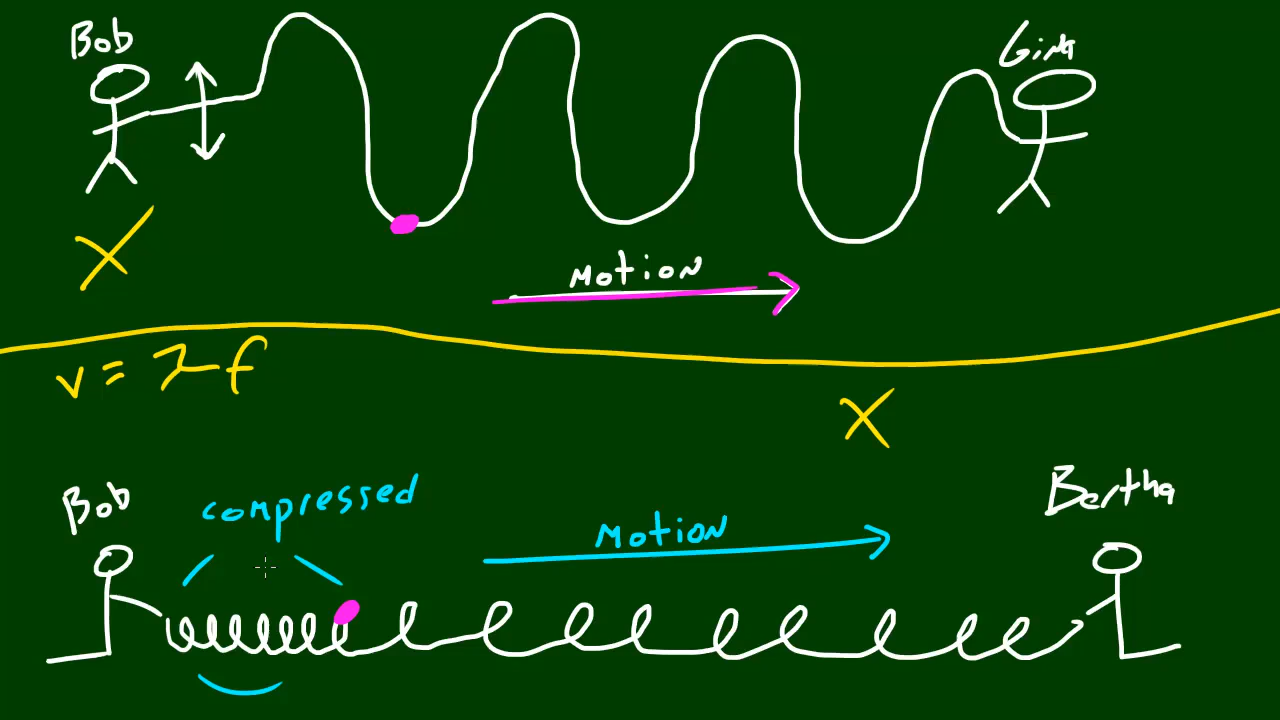 Bob
Gina
Motion
v = λf
Bob
compressed
Motion
Bertha